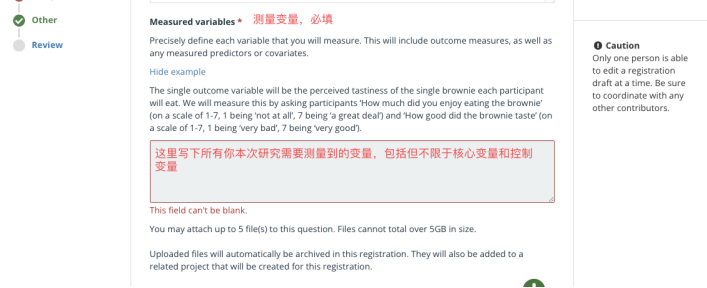 Other
Review
Measured variables * 测量变量，必填
Precisely define each variable that you will measure. This will include outcome measures, as well as
any measured predictors or covariates.
Hide example
The single outcome variable will be the perceived tastiness of the single brownie each participant
will eat. We will measure this by asking participants ‘How much did you enjoy eating the brownie’
(on a scale of 1-7, 1 being ‘not at all’, 7 being ‘a great deal’) and ‘How good did the brownie taste’ (on
a scale of 1-7, 1 being ‘very bad’, 7 being ‘very good’).
这里写下所有你本次研究需要测量到的变量，包括但不限于核心变量和控制
变量
This field can’t be blank.
You may attach up to 5 file(s) to this question. Files cannot total over 5GB in size.
Uploaded files will automatically be archived in this registration. They will also be added to a
related project that will be created for this registration.
Caution
Only one person is able
to edit a registration
draft at a time. Be sure
to coordinate with any
other contributors.